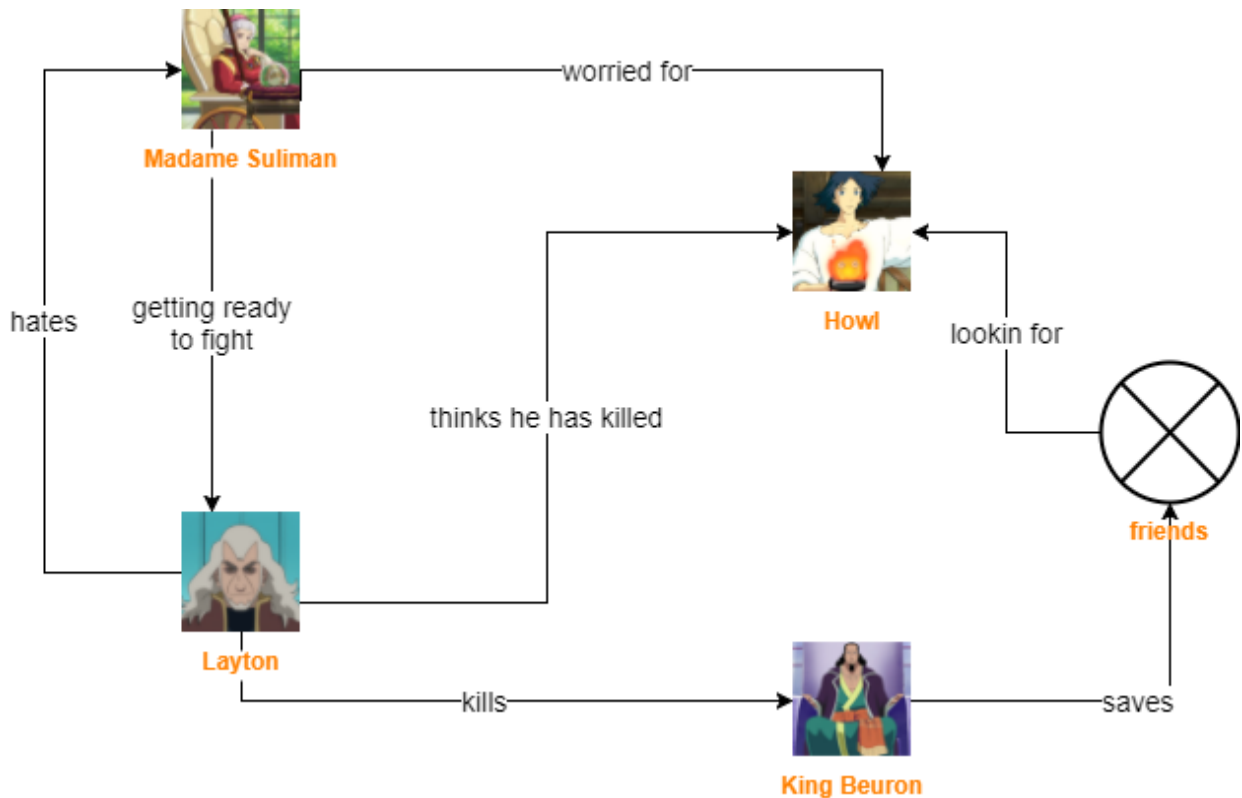 worried for
Madame Suliman
getting ready
to fight
hates
Howl
lookin for
thinks he has killed
friends
Layton
kills
saves
King Beuron